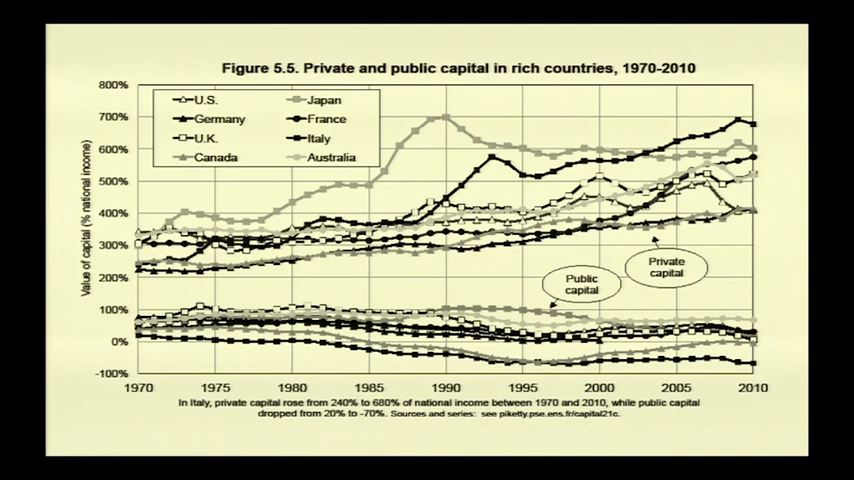 Figure 5.5. Private and public capital in rich countries, 1970-2010
800%
700%
600%
500%
400%
300%
200%
100%
0%
-100%
Value of capital (% national income)
U.S.
Japan
Germany
France
U.K.
Italy
Canada
Australia
Private
capital
Public
capital
1970 1975 1980 1985 1990 1995 2000 2005 2010
In Italy, private capital rose from 240% to 680% of national income between 1970 and 2010, while public capital
dropped from 20% to -70%. Sources and series: see piketty.pse.ens.fr/capital21c.